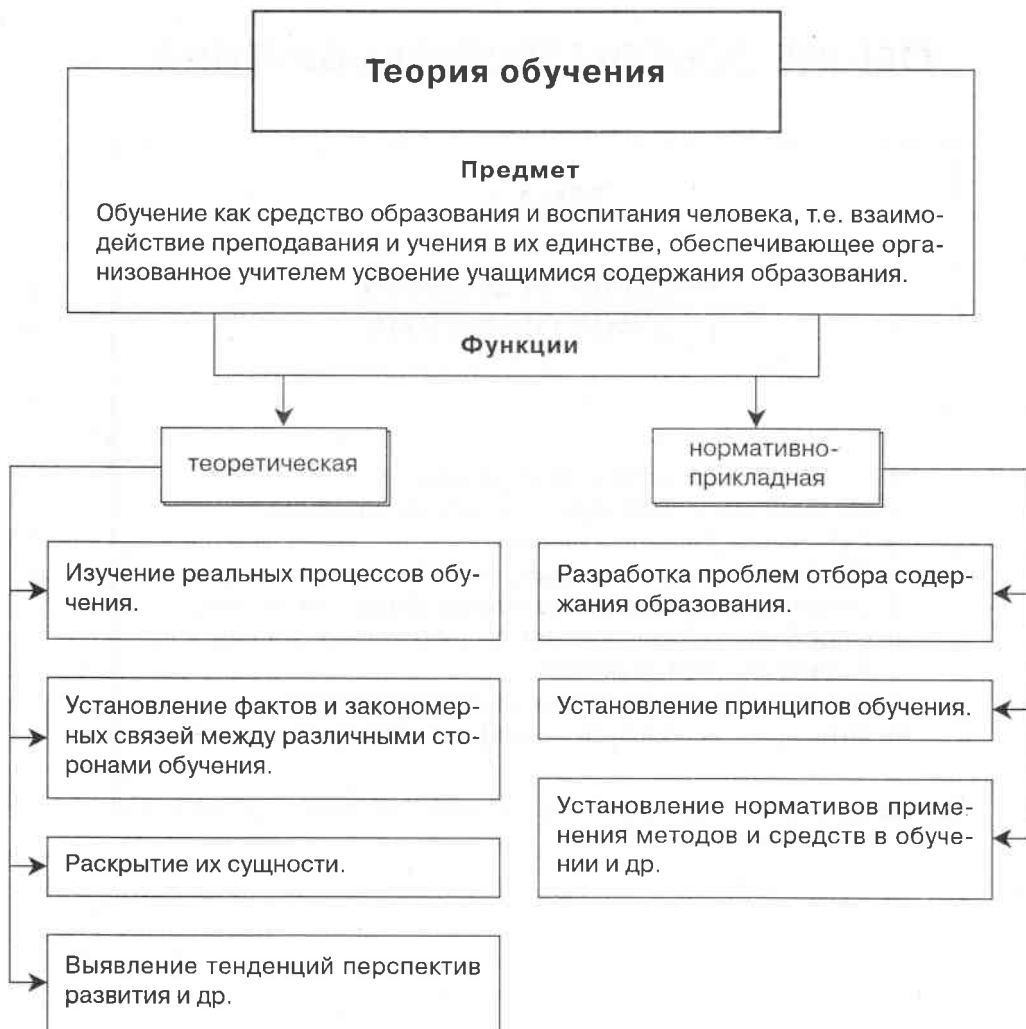 Теория обучения
Предмет
Обучение как средство образования и воспитания человека, т.е. взаимо-
действие преподавания и учения в их единстве, обеспечивающее орга-
низованное учителем усвоение учащимися содержания образования.
Функции
теоретическая
нормативно-
прикладная
Изучение реальных процессов обу-
чения.
Установление фактов и закономер-
ных связей между различными сто-
ронами обучения.
Раскрытие их сущности.
Выявление тенденций перспектив
развития и др.
Разработка проблем отбора содер-
жания образования.
Установление принципов обучения.
Установление нормативов приме-
нения методов и средств в обуче-
нии и др.